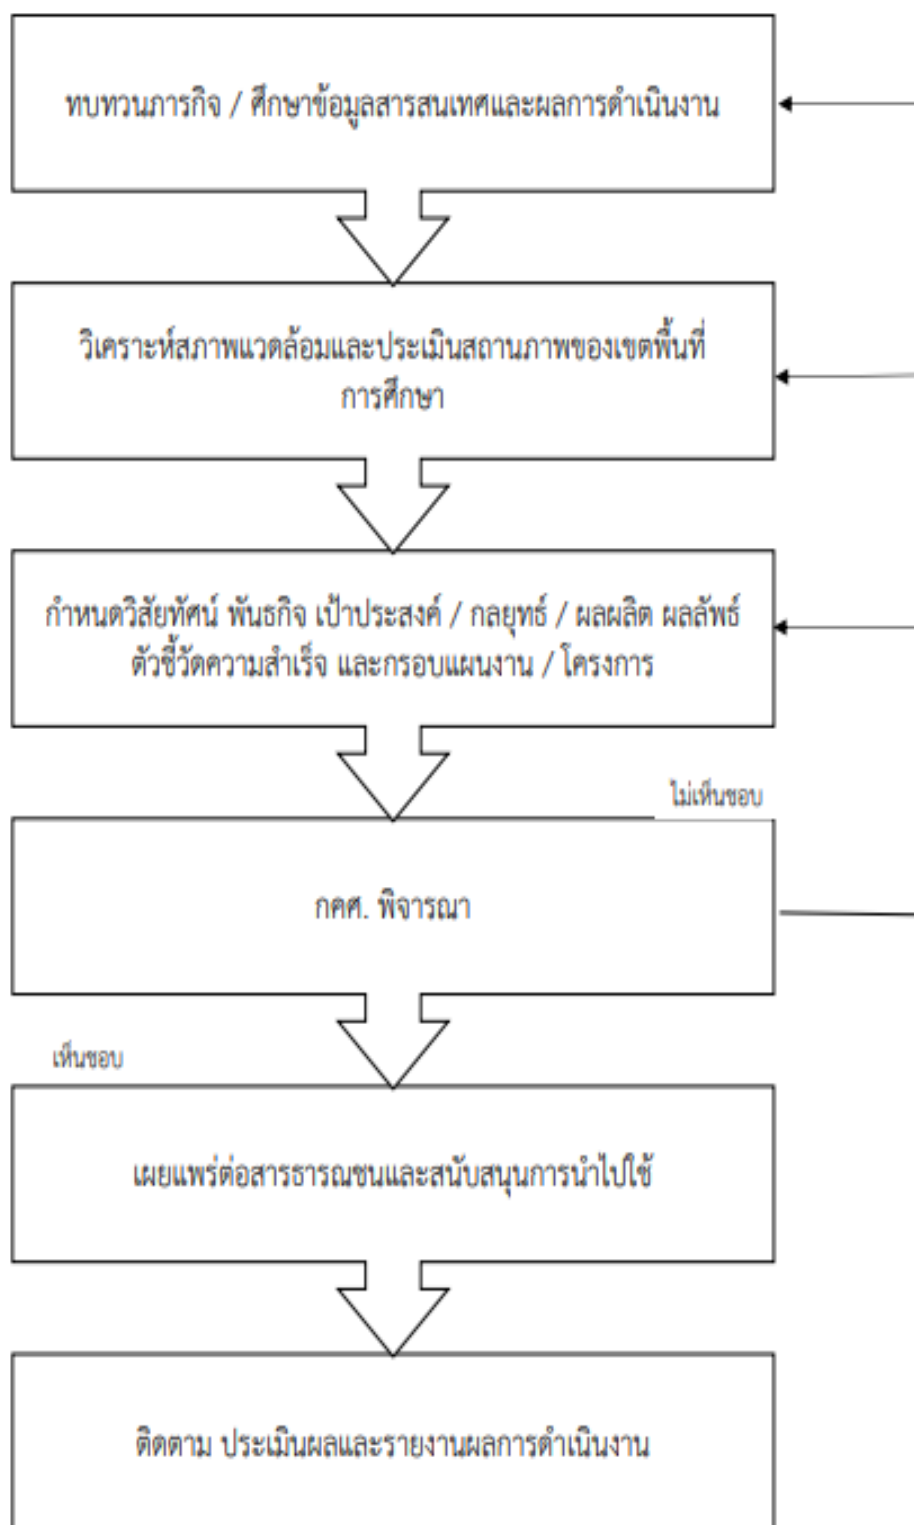 ทบทวนภารกิจ / ศึกษาข้อมูลสารสนเทศและผลการดำเนินงาน
วิเคราะห์สภาพแวดล้อมและประเมินสถานภาพของเขตพื้นที่
การศึกษา
กำหนดวิสัยทัศน์ พันธกิจ เป้าประสงค์ / กลยุทธ์ / ผลผลิต ผลลัพธ์
ตัวชี้วัดความสำเร็จ และกรอบแผนงาน / โครงการ
ไม่เห็นชอบ
กคศ. พิจารณา
เห็นชอบ
เผยแพร่ต่อสารธารณชนและสนับสนุนการนำไปใช้
ติดตาม ประเมินผลและรายงานผลการดำเนินงาน